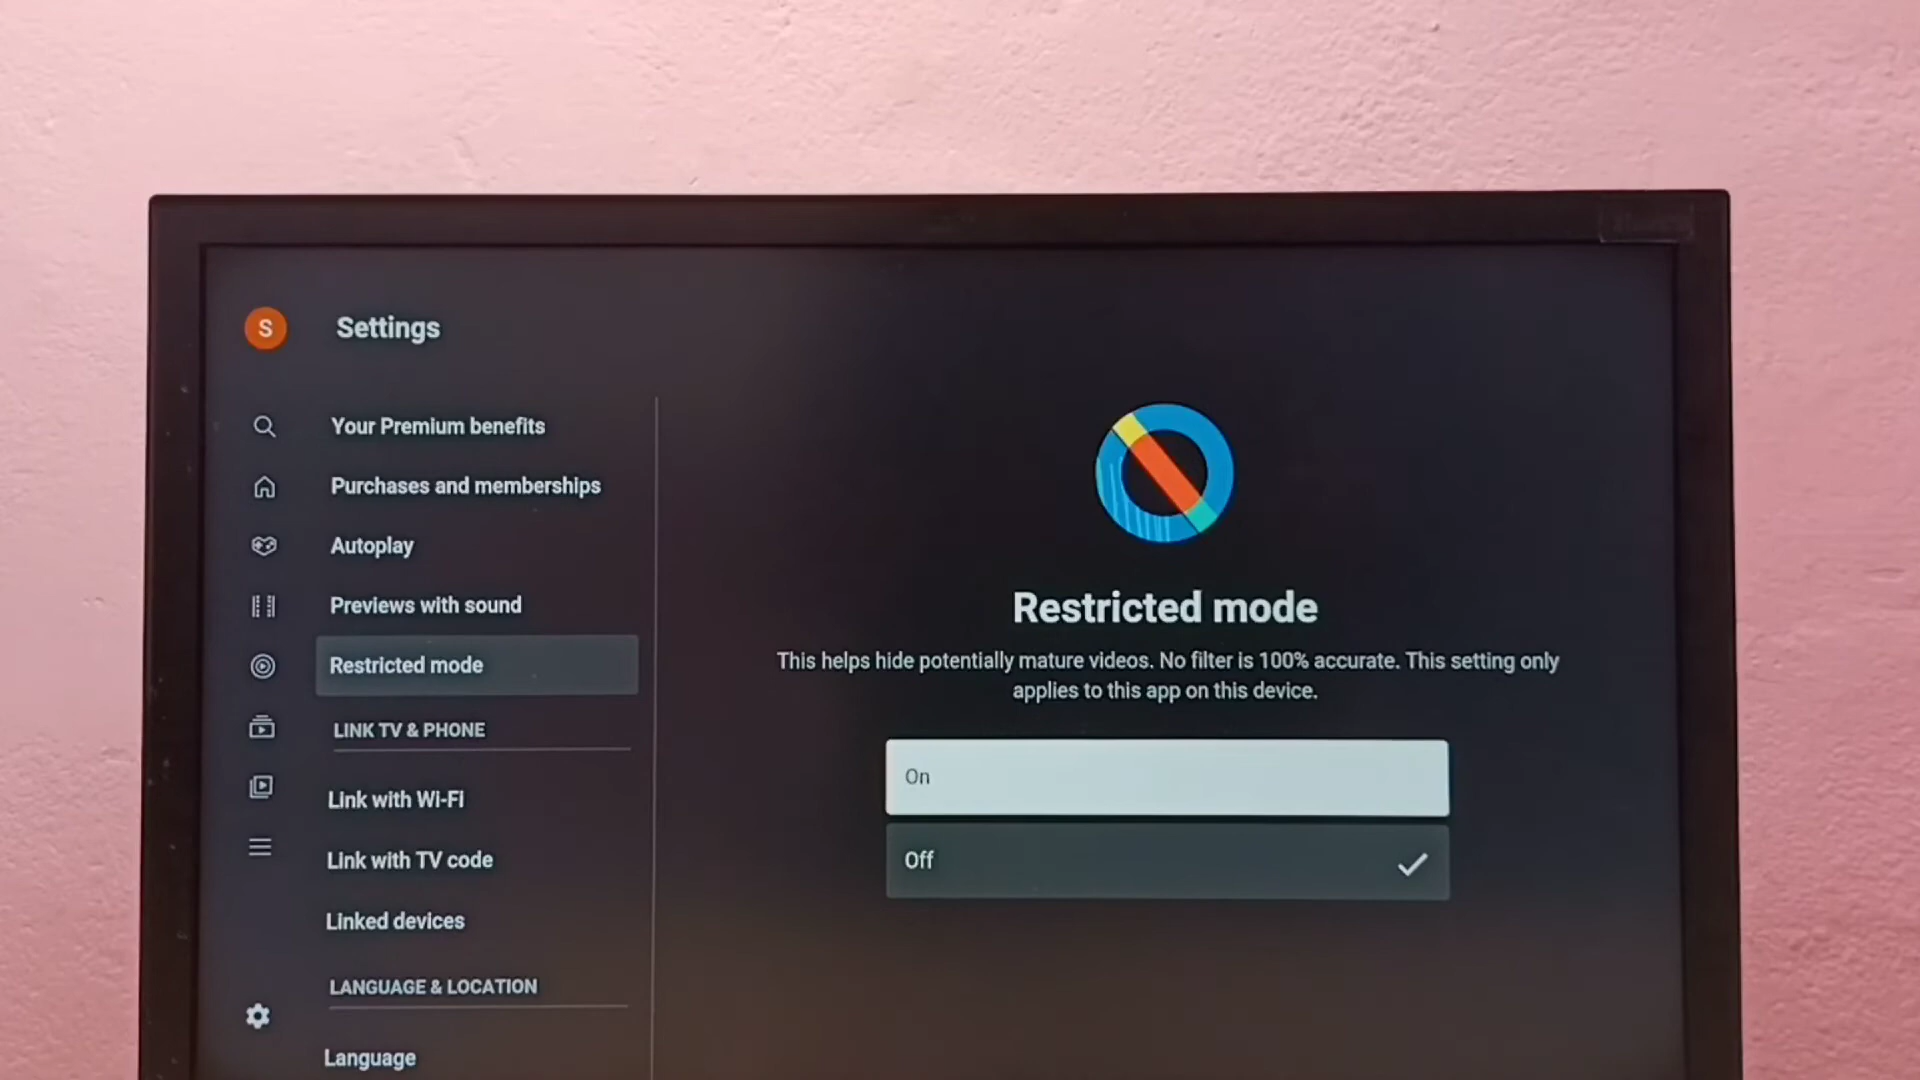 S
Settings
Your Premium benefits
Purchases and memberships
Autoplay
Previews with sound
Restricted mode
LINK TV & PHONE
Link with Wi-Fi
Link with TV code
Linked devices
LANGUAGE & LOCATION
Language
Restricted mode
This helps hide potentially mature videos. No filter is 100% accurate. This setting only
applies to this app on this device.
On
Off